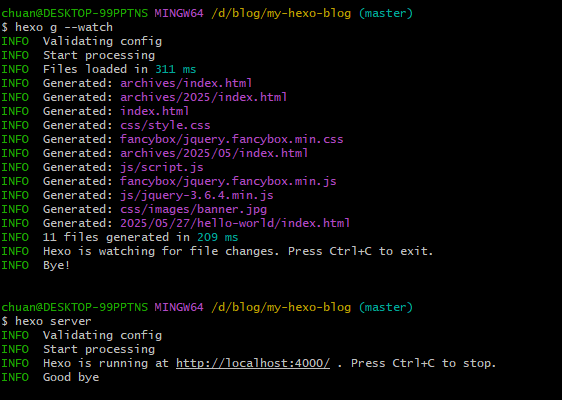 chuan@DESKTOP-99PPTNS MINGW64 /d/blog/my-hexo-blog (master)
$ hexo g --watch
INFO  Validating config
INFO  Start processing
INFO  Files loaded in 311 ms
INFO  Generated: archives/index.html
INFO  Generated: archives/2025/index.html
INFO  Generated: index.html
INFO  Generated: css/style.css
INFO  Generated: fancybox/jquery.fancybox.min.css
INFO  Generated: archives/2025/05/index.html
INFO  Generated: js/script.js
INFO  Generated: fancybox/jquery.fancybox.min.js
INFO  Generated: js/jquery-3.6.4.min.js
INFO  Generated: css/images/banner.jpg
INFO  Generated: 2025/05/27/hello-world/index.html
INFO  11 files generated in 209 ms
INFO  Hexo is watching for file changes. Press Ctrl+C to exit.
INFO  Bye!
chuan@DESKTOP-99PPTNS MINGW64 /d/blog/my-hexo-blog (master)
$ hexo server
INFO  Validating config
INFO  Start processing
INFO  Hexo is running at http://localhost:4000/ . Press Ctrl+C to stop.
INFO  Good bye